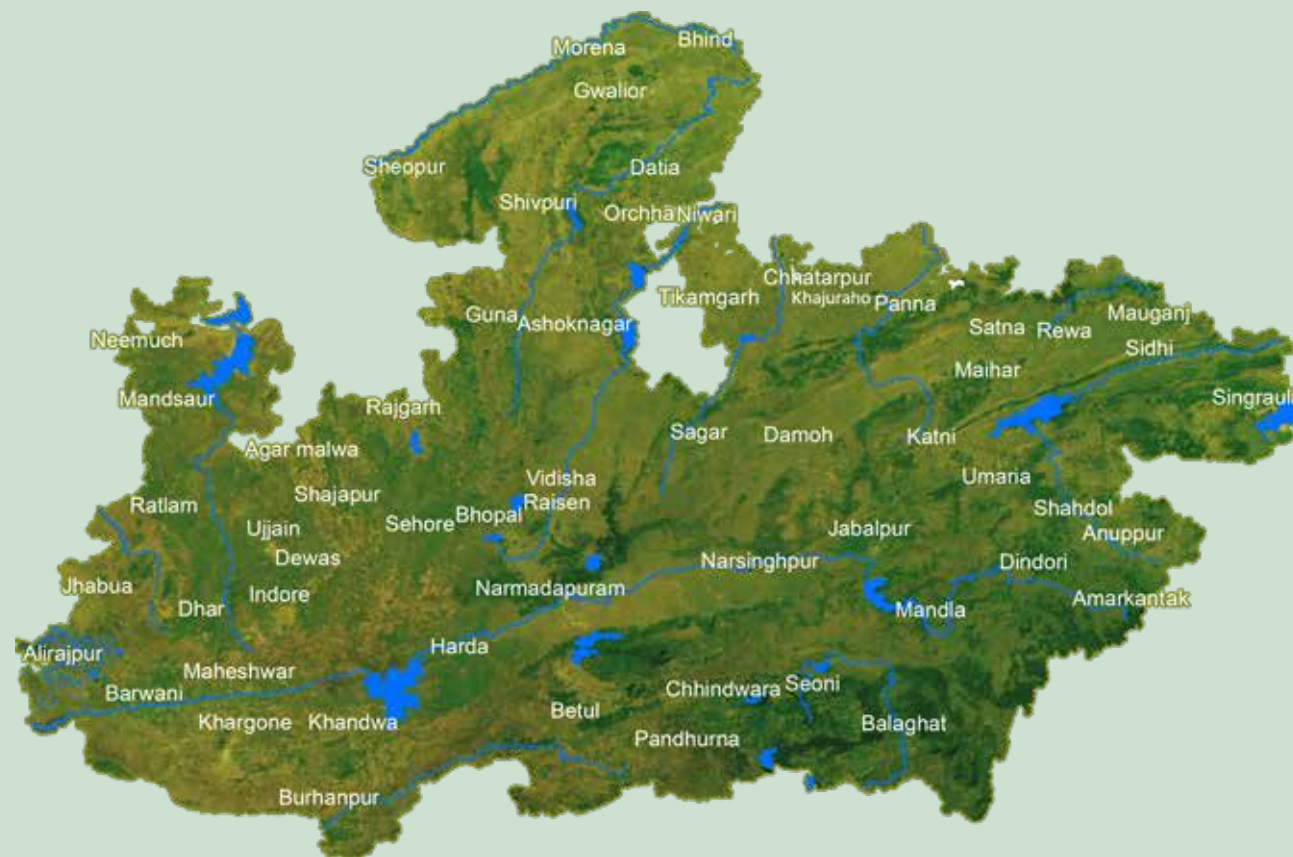 Bhind
Morena
Gwalior
Sheopur
Datia
Shivpuri
Orchha
Niwari
Chhatarpur
Tikamgarh
Khajuraho
Panna
Guna
Ashoknagar
Mauganj
Satna
Rewa
Neemuch
Sidhi
Maihar
Mandsaur
Singrauli
Rajgarh
Sagar
Damoh
Katni
Agar malwa
Vidisha
Umaria
Shajapur
Raisen
Ratlam
Shahdol
Bhopal
Sehore
Ujjain
Jabalpur
Anuppur
Dewas
Narsinghpur
Dindori
Jhabua
Narmadapuram
Indore
Amarkantak
Dhar
Mandla
Harda
Alirajpur
Maheshwar
Seoni
Chhindwara
Barwani
Betul
Khargone
Khandwa
Balaghat
Pandhurna
Burhanpur